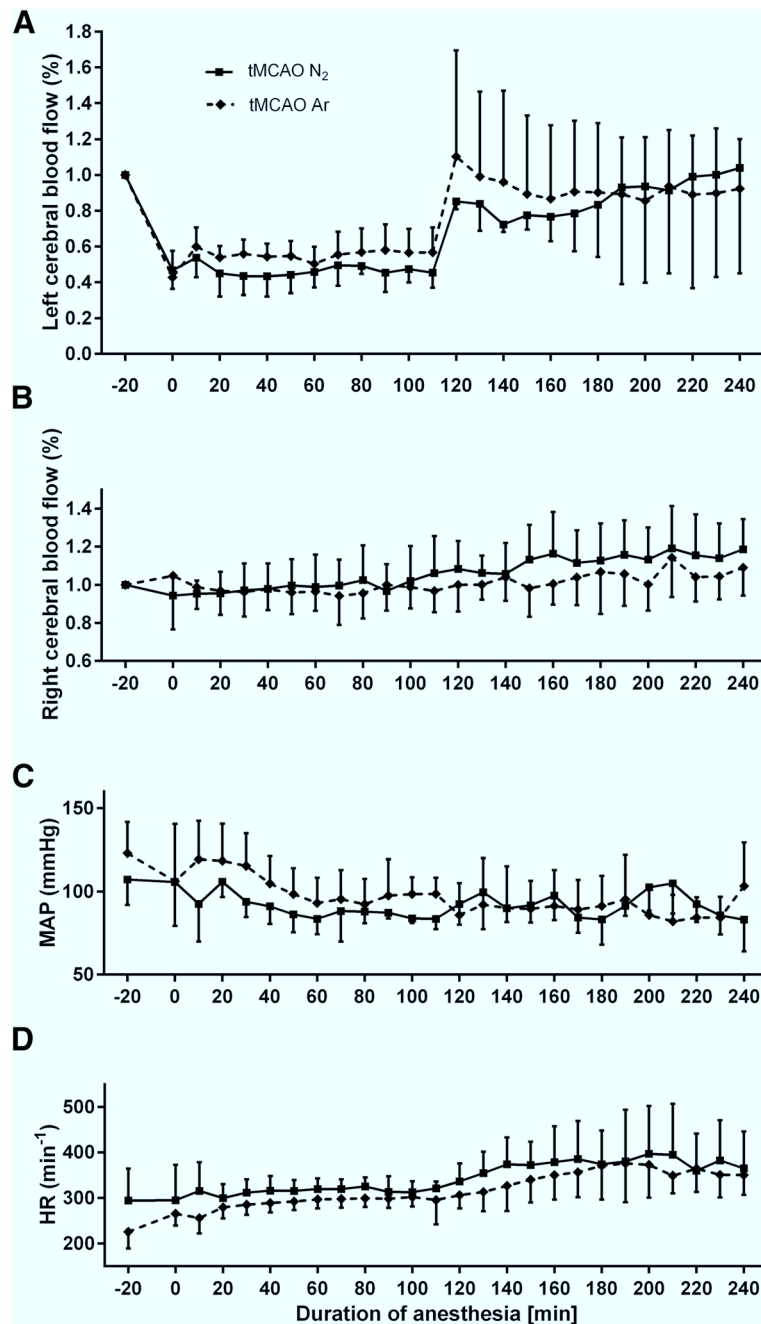 A
Left cerebral blood flow (%)
1.8
1.6
1.4
1.2
1.0
0.8
0.6
0.4
0.2
0.0
tMCAO N₂
tMCAO Ar
-20 0 20 40 60 80 100 120 140 160 180 200 220 240
B
Right cerebral blood flow (%)
1.4
1.2
1.0
0.8
0.6
-20 0 20 40 60 80 100 120 140 160 180 200 220 240
C
MAP (mmHg)
150
100
50
-20 0 20 40 60 80 100 120 140 160 180 200 220 240
D
HR (min⁻¹)
500
400
300
200
-20 0 20 40 60 80 100 120 140 160 180 200 220 240
Duration of anesthesia [min]